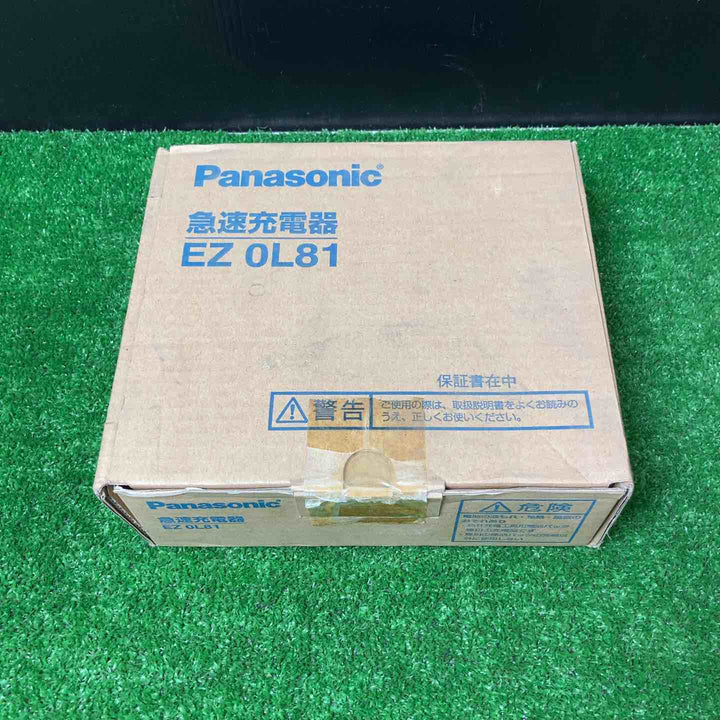 Panasonic®
急速充電器
EZ 0L81
保証書在中
⚠警告
ご使用の際は、取扱説明書をよくお読みの
うえ、正しくお使いください。
Panasonic
急速充電器
EZ 0L81
⚠危険